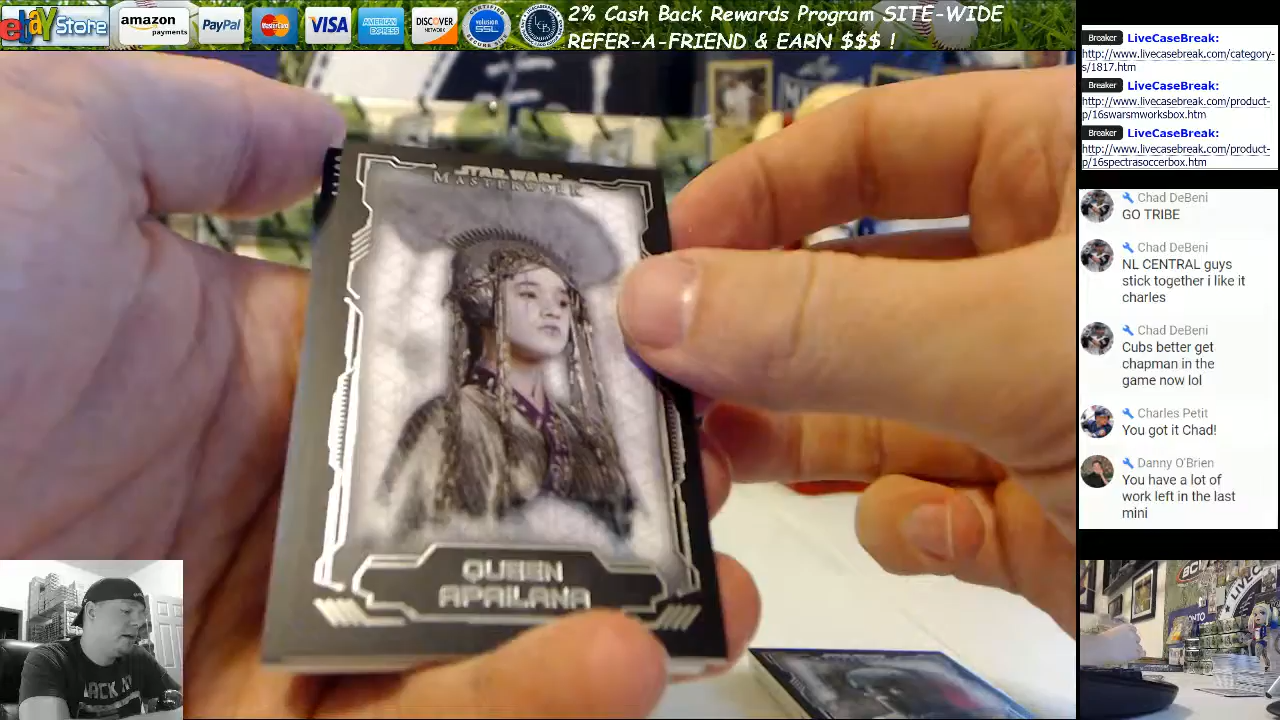 ebay Store
amazon
payments
PayPal
MasterCard
VISA
AMERICAN
EXPRESS
DISCOVER
NETWORK
volusion
SSL
LCB
2% Cash Back Rewards Program SITE-WIDE
REFER-A-FRIEND & EARN $$$ !
Breaker LiveCaseBreak:
http://www.livecasebreak.com/category-
s/1817.htm
Breaker LiveCaseBreak:
http://www.livecasebreak.com/product-
p/16swarsmworksbox.htm
Breaker LiveCaseBreak:
http://www.livecasebreak.com/product-
p/16spectrasoccerbox.htm
Chad DeBeni
GO TRIBE
Chad DeBeni
NL CENTRAL guys
stick together i like it
charles
Chad DeBeni
Cubs better get
chapman in the
game now lol
Charles Petit
You got it Chad!
Danny O'Brien
You have a lot of
work left in the last
mini
STAR WARS
MASTERWORK
QUEEN
APAILANA